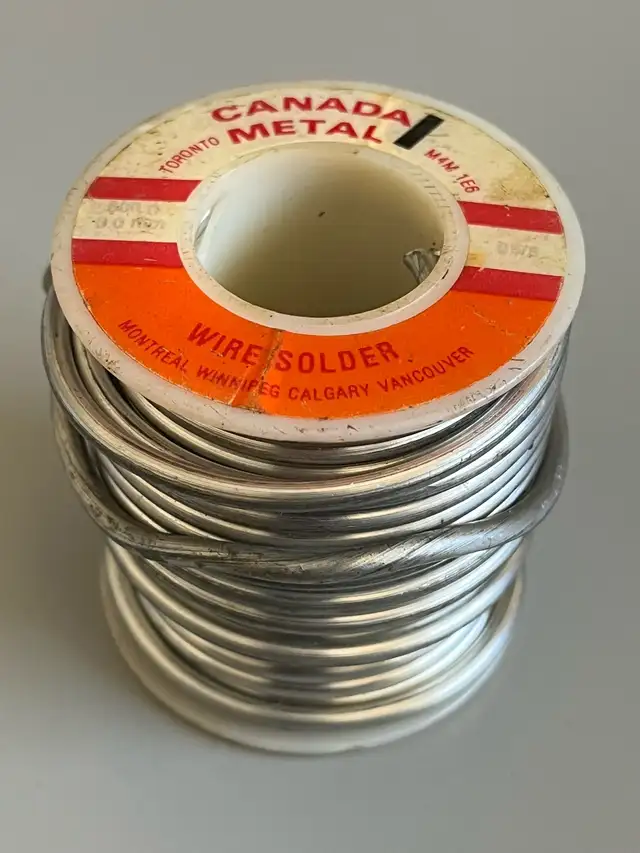 CANADA
METAL
TORONTO
M4M 1E6
WIRE SOLDER
MONTREAL WINNIPEG CALGARY VANCOUVER